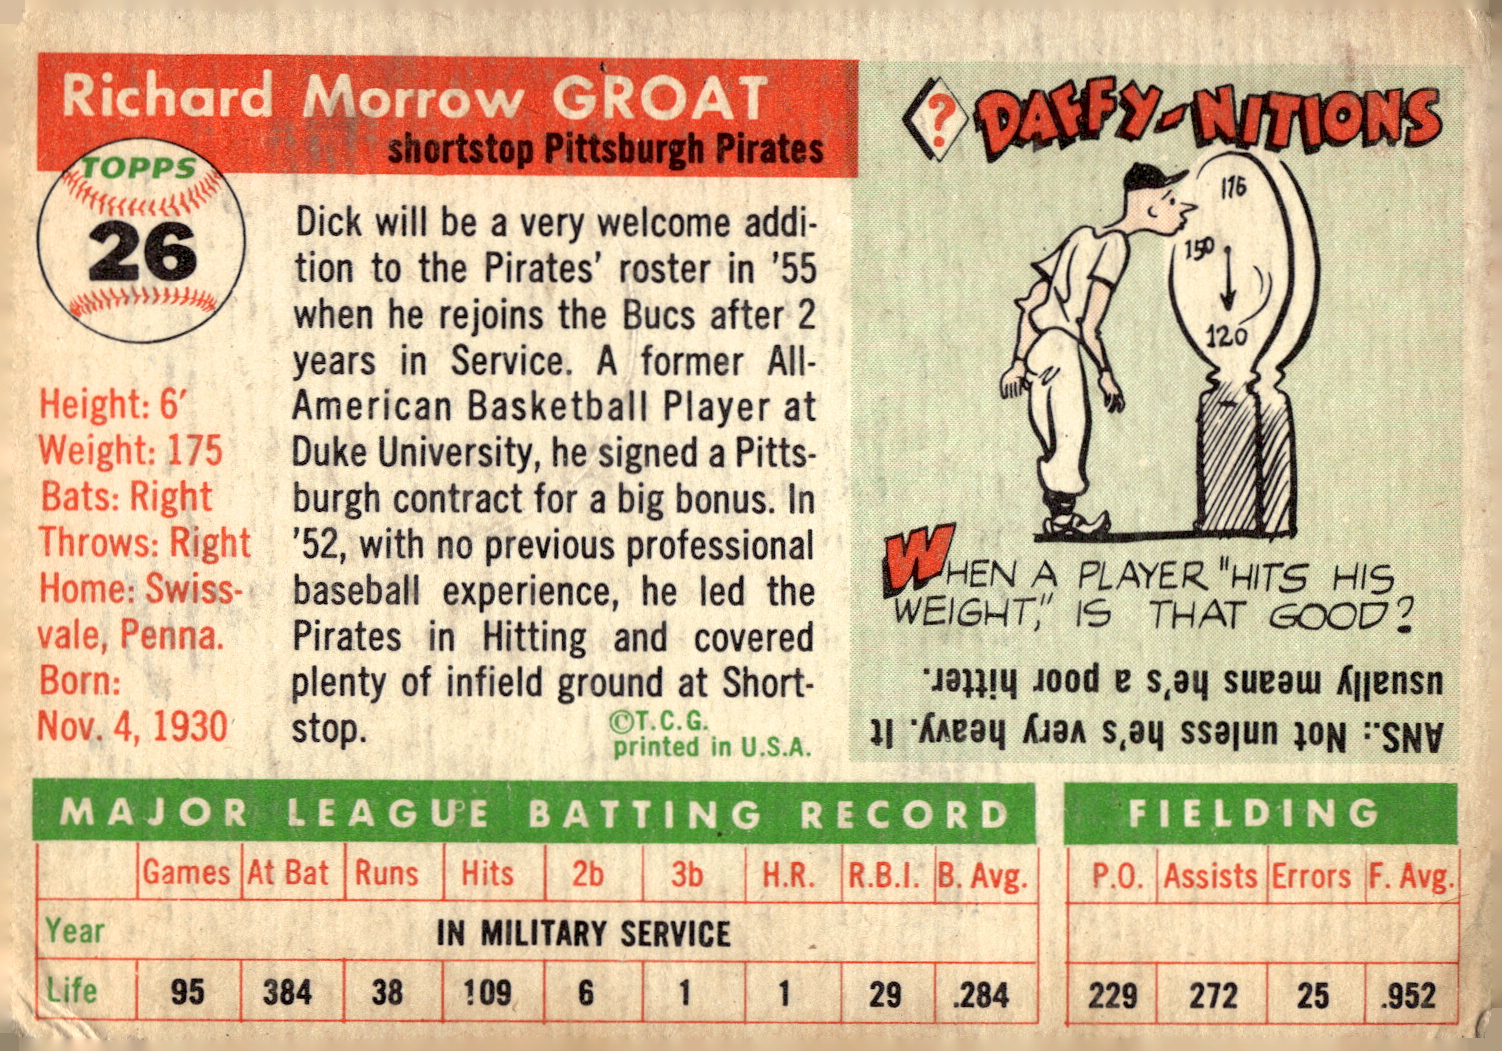 Richard Morrow GROAT
shortstop Pittsburgh Pirates
TOPPS
26
Height: 6′
Weight: 175
Bats: Right
Throws: Right
Home: Swiss-
vale, Penna.
Born:
Nov. 4, 1930
Dick will be a very welcome addi-
tion to the Pirates' roster in '55
when he rejoins the Bucs after 2
years in Service. A former All-
American Basketball Player at
Duke University, he signed a Pitts-
burgh contract for a big bonus. In
'52, with no previous professional
baseball experience, he led the
Pirates in Hitting and covered
plenty of infield ground at Short-
stop.
©T.C.G.
printed in U.S.A.
? DAFFY-NITIONS
176
150
120
WHEN A PLAYER "HITS HIS
WEIGHT," IS THAT GOOD?
ANS.: Not unless he's very heavy. It
usually means he's a poor hitter.
MAJOR LEAGUE BATTING RECORD
Games At Bat Runs Hits 2b 3b H.R. R.B.I. B. Avg.
Year IN MILITARY SERVICE
Life 95 384 38 109 6 1 1 29 .284
FIELDING
P.O. Assists Errors F. Avg.
229 272 25 .952